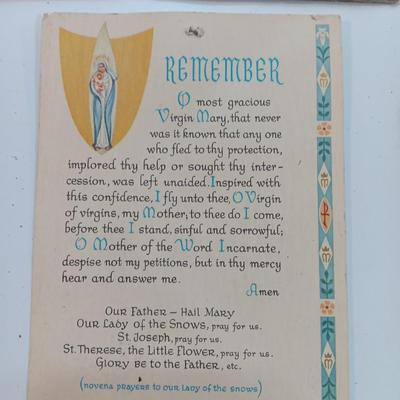 REMEMBER
O most gracious
Virgin Mary, that never
was it known that any one
who fled to thy protection,
implored thy help or sought thy inter-
cession, was left unaided. Inspired with
this confidence, I fly unto thee, O Virgin
of virgins, my Mother; to thee do I come,
before thee I stand, sinful and sorrowful;
O Mother of the Word Incarnate,
despise not my petitions, but in thy mercy
hear and answer me.
Amen
Our Father – Hail Mary
Our Lady of the Snows, pray for us.
St. Joseph, pray for us.
St. Therese, the Little Flower, pray for us.
Glory be to the Father, etc.
(novena prayers to our lady of the snows)